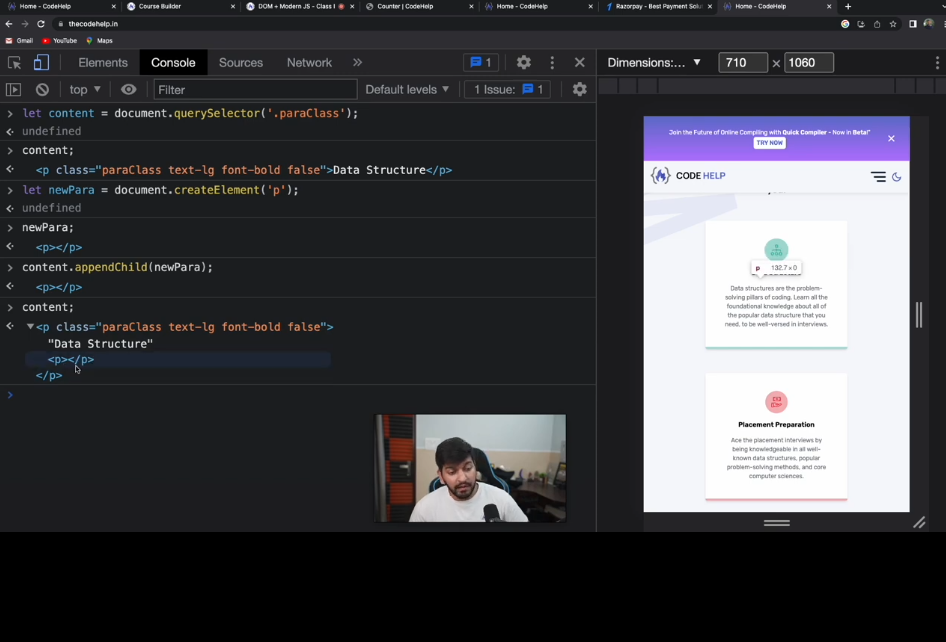 Home - CodeHelp
Course Builder
DOM + Modern JS - Class I
Counter | CodeHelp
Home - CodeHelp
Razorpay - Best Payment Solu
Home - CodeHelp
thecodehelp.in
Gmail
YouTube
Maps
Elements
Console
Sources
Network
1
top
Filter
Default levels
1 Issue:
1
Dimensions:...
710
×
1060
let content = document.querySelector('.paraClass');
undefined
content;
<p class="paraClass text-lg font-bold false">Data Structure</p>
let newPara = document.createElement('p');
undefined
newPara;
<p></p>
content.appendChild(newPara);
<p></p>
content;
<p class="paraClass text-lg font-bold false">
"Data Structure"
<p></p>
</p>
Join the Future of Online Compiling with Quick Compiler - Now in Beta!"
TRY NOW
CODE HELP
p 132.7 × 0
Data structures are the problem-
solving pillars of coding. Learn all the
foundational knowledge about all of
the popular data structure that you
need, to be well-versed in interviews.
Placement Preparation
Ace the placement interviews by
being knowledgeable in all well-
known data structures, popular
problem-solving methods, and core
computer sciences.